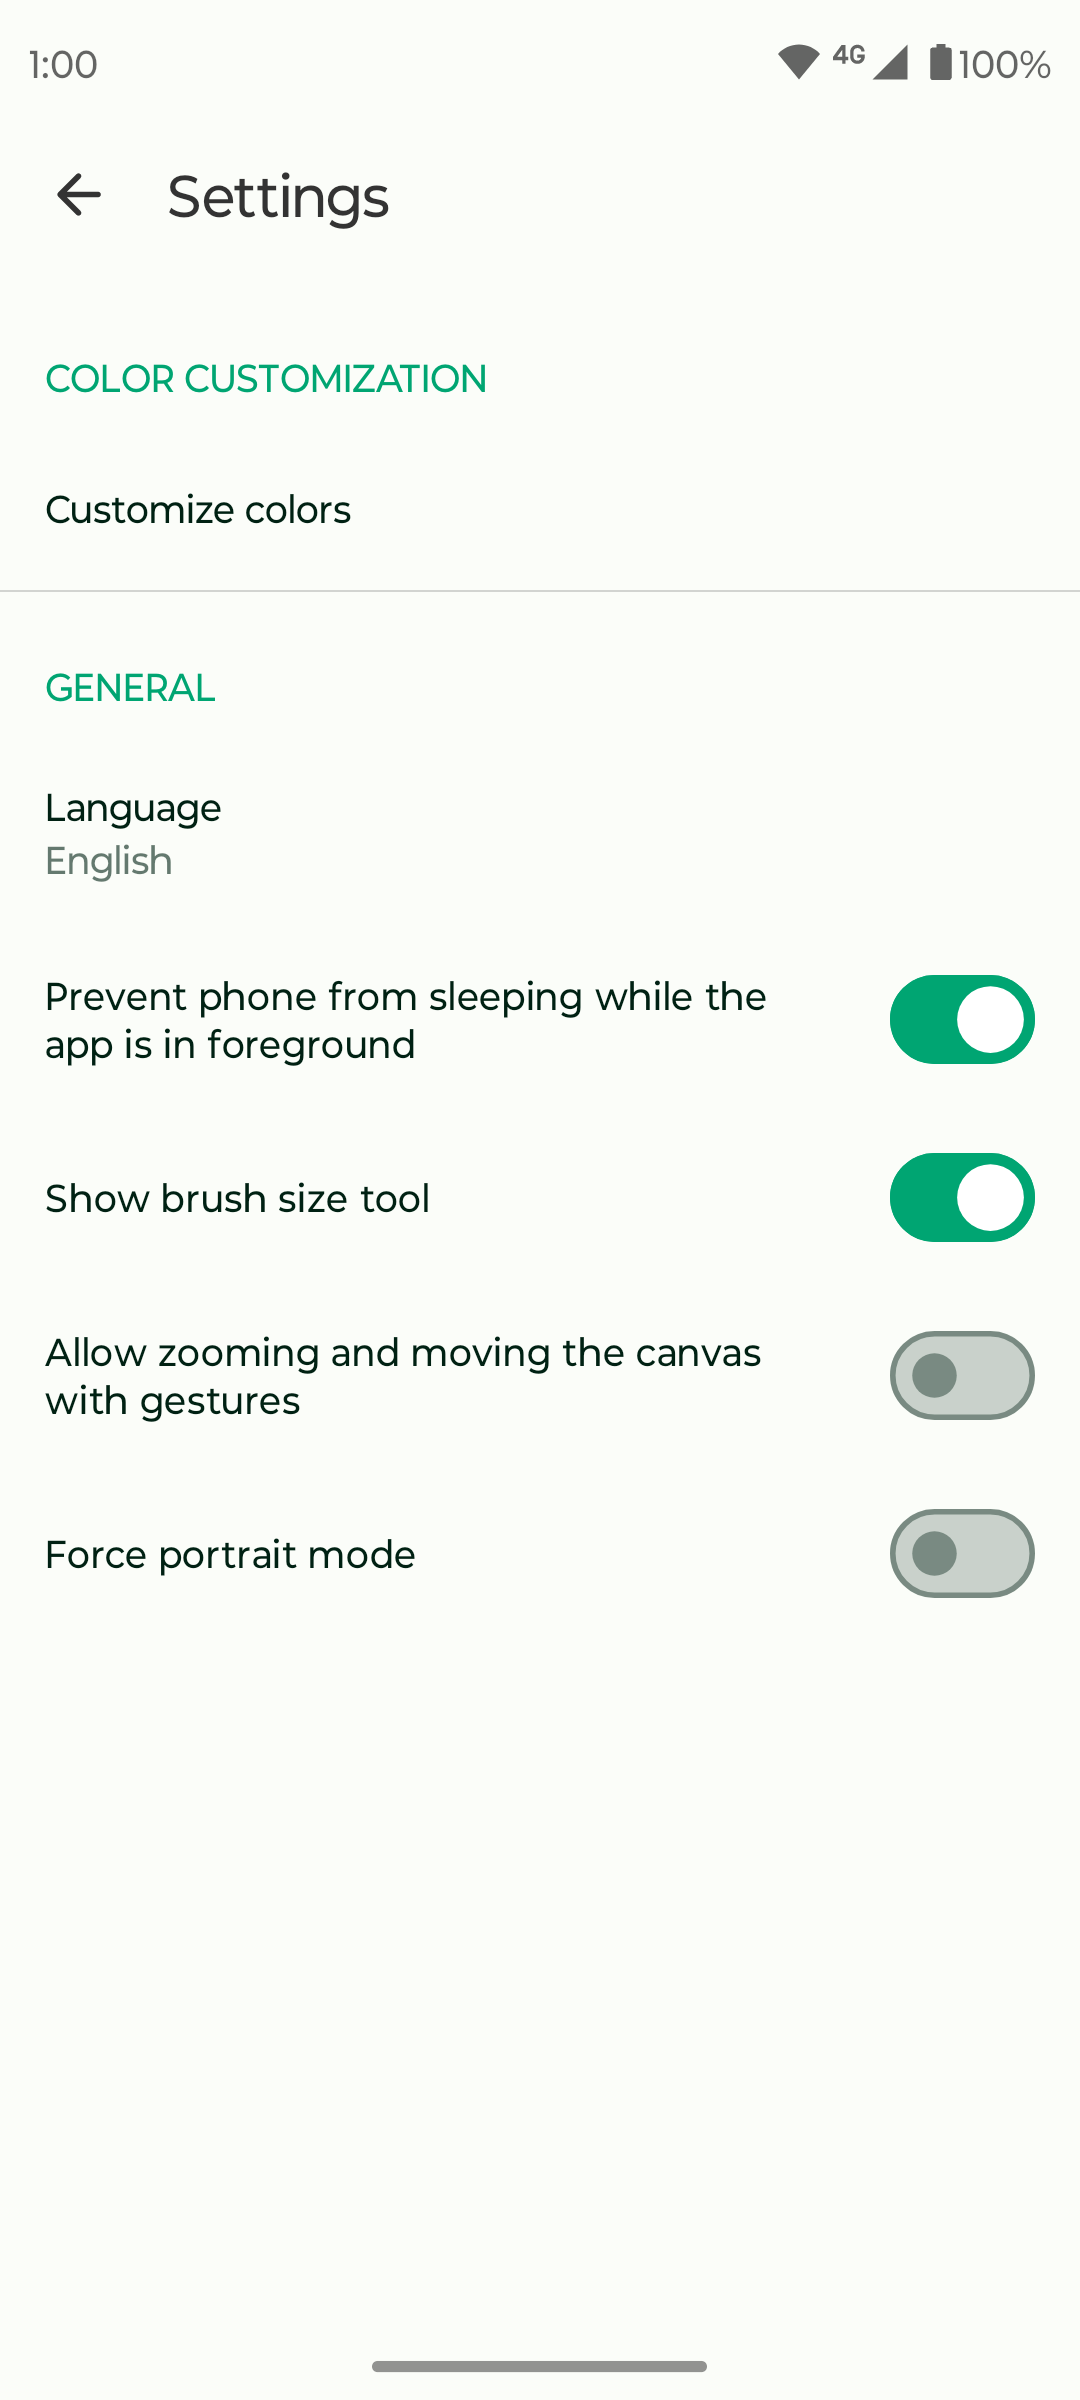 1:00
4G
100%
Settings
COLOR CUSTOMIZATION
Customize colors
GENERAL
Language
English
Prevent phone from sleeping while the
app is in foreground
Show brush size tool
Allow zooming and moving the canvas
with gestures
Force portrait mode